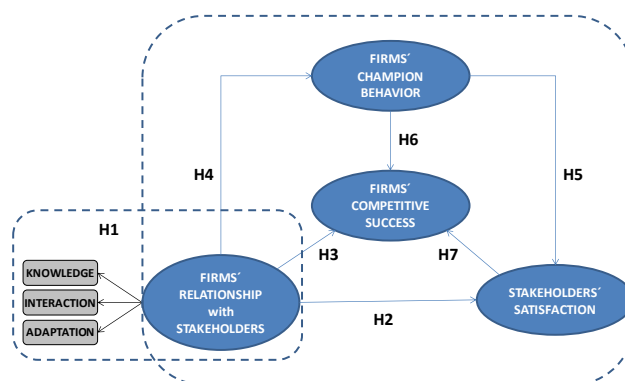 FIRMS´
CHAMPION
BEHAVIOR
H6
H4
H5
FIRMS´
COMPETITIVE
SUCCESS
H1
H3
H7
KNOWLEDGE
INTERACTION
ADAPTATION
FIRMS´
RELATIONSHIP
with
STAKEHOLDERS
H2
STAKEHOLDERS´
SATISFACTION